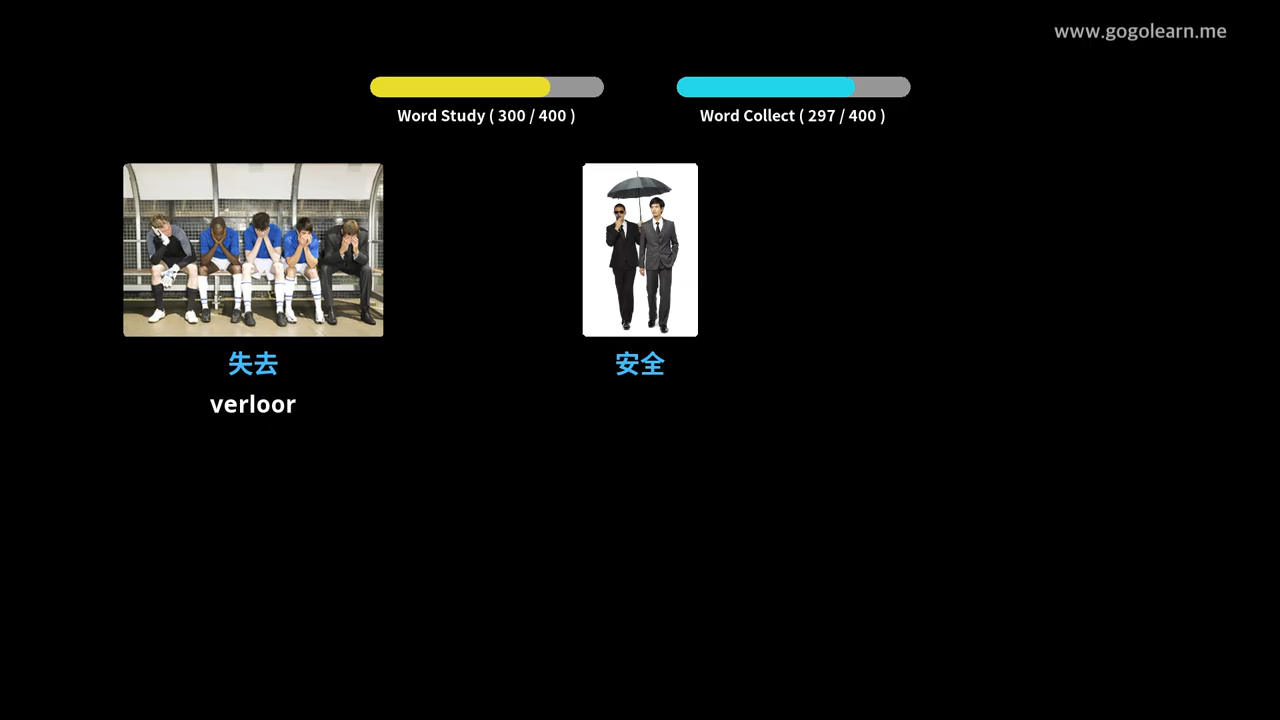 www.gogolearn.me
Word Study ( 300 / 400 )
Word Collect ( 297 / 400 )
失去
verloor
安全